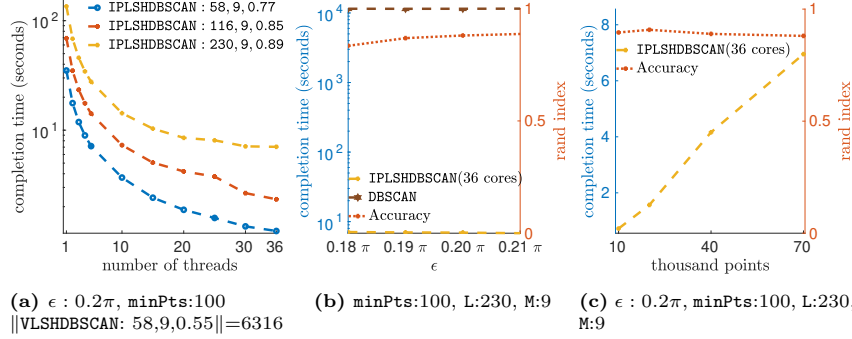 IPLSHDBSCAN : 58, 9, 0.77
IPLSHDBSCAN : 116, 9, 0.85
IPLSHDBSCAN : 230, 9, 0.89
10^2
10^1
completion time (seconds)
1 10 20 30 36
number of threads
10^4
10^3
10^2
10^1
completion time (seconds)
IPLSHDBSCAN(36 cores)
DBSCAN
Accuracy
1
0.5
0
rand index
0.18 π 0.19 π 0.20 π 0.21 π
ϵ
8
6
4
2
completion time (seconds)
IPLSHDBSCAN(36 cores)
Accuracy
1
0.5
0
rand index
10 40 70
thousand points
(a) ϵ : 0.2π, minPts:100
‖VLSHDBSCAN: 58,9,0.55‖=6316
(b) minPts:100, L:230, M:9
(c) ϵ : 0.2π, minPts:100, L:230,
M:9